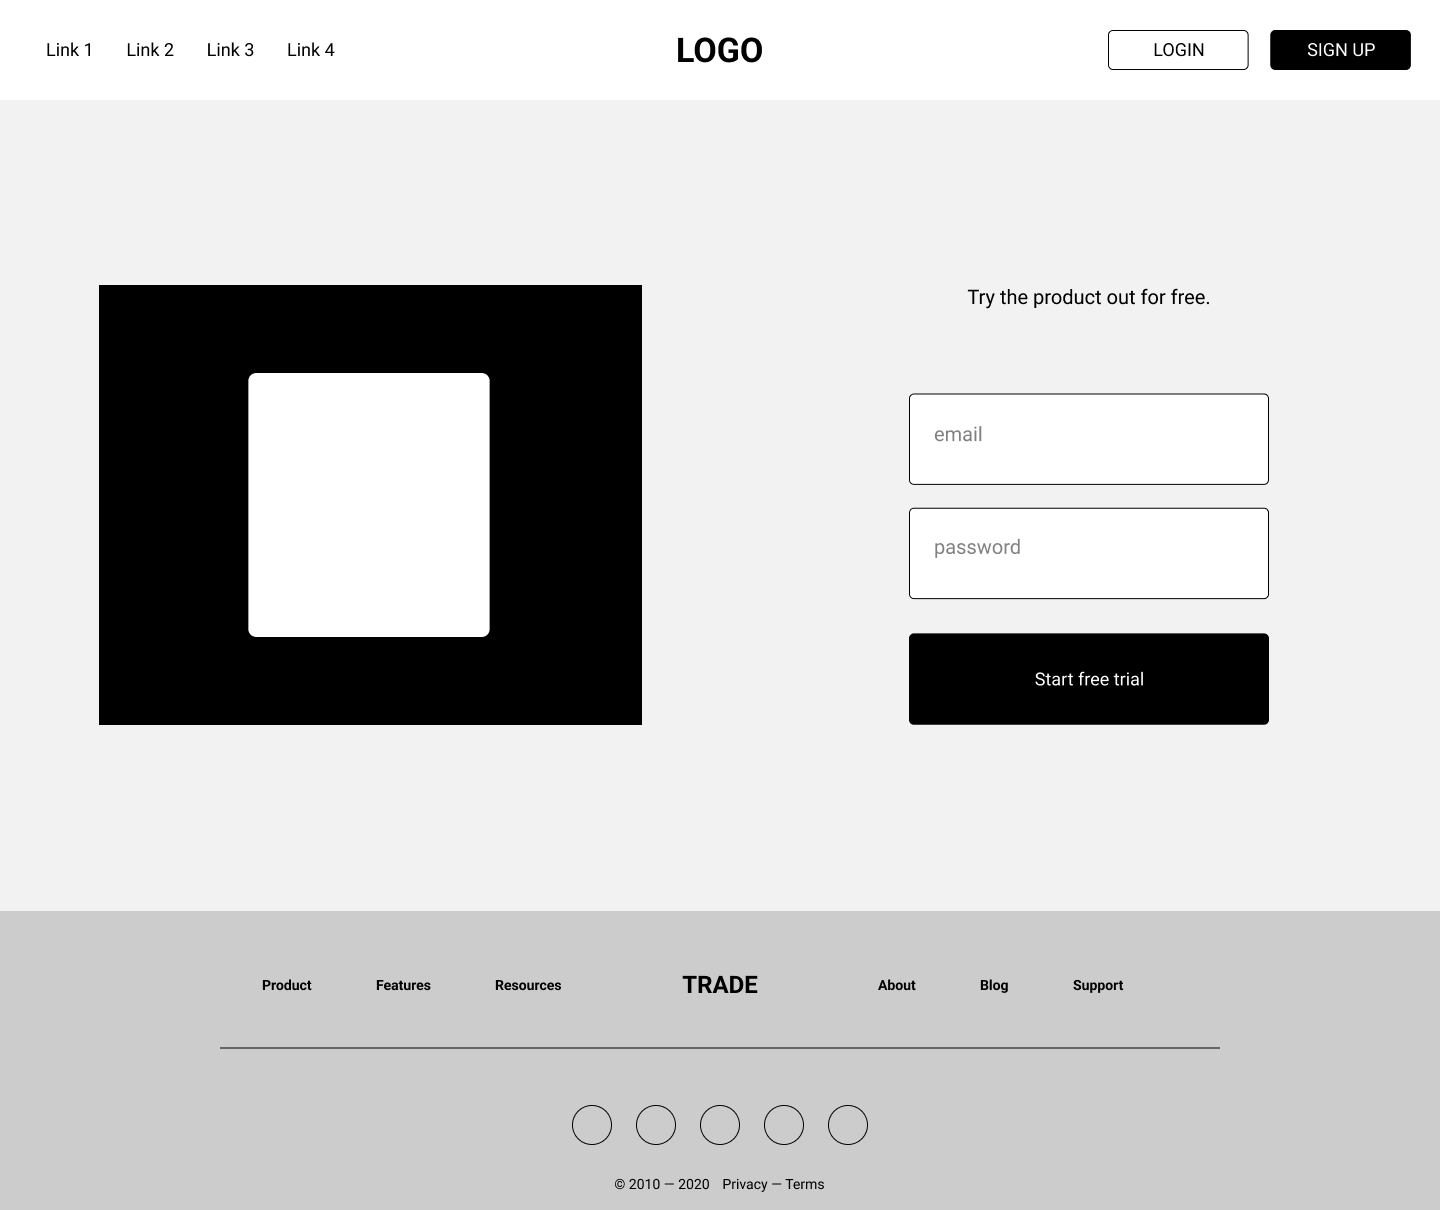 Link 1 Link 2 Link 3 Link 4 LOGO LOGIN SIGN UP
Try the product out for free.
email
password
Start free trial
Product Features Resources TRADE About Blog Support
© 2010 — 2020 Privacy — Terms